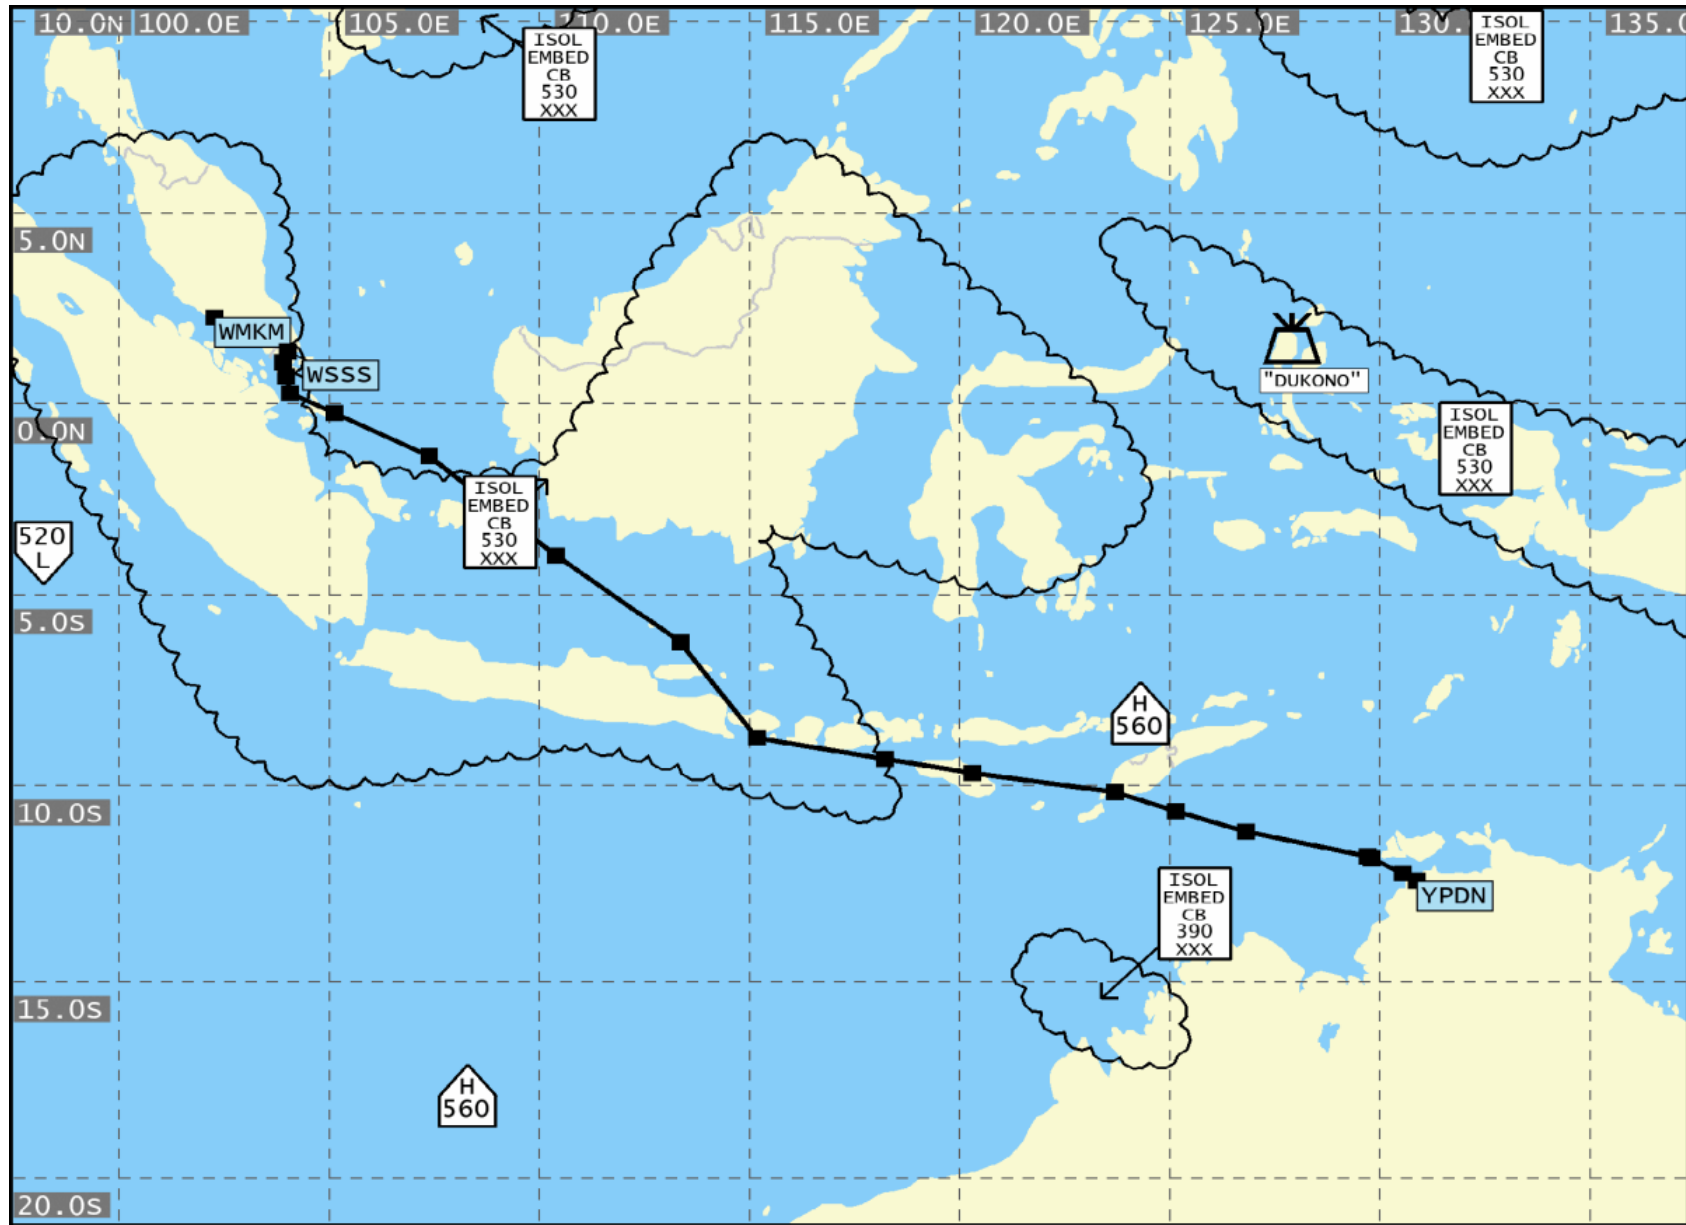 10.0N
100.0E
105.0E
10.0E
115.0E
120.0E
125.0E
130.
135.0
ISOL
EMBED
CB
530
XXX
ISOL
EMBED
CB
530
XXX
5.0N
WMKM
WSSS
"DUKONO"
0.0N
ISOL
EMBED
CB
530
XXX
ISOL
EMBED
CB
530
XXX
520
L
5.0S
H
560
10.0S
ISOL
EMBED
CB
390
XXX
YPDN
15.0S
H
560
20.0S